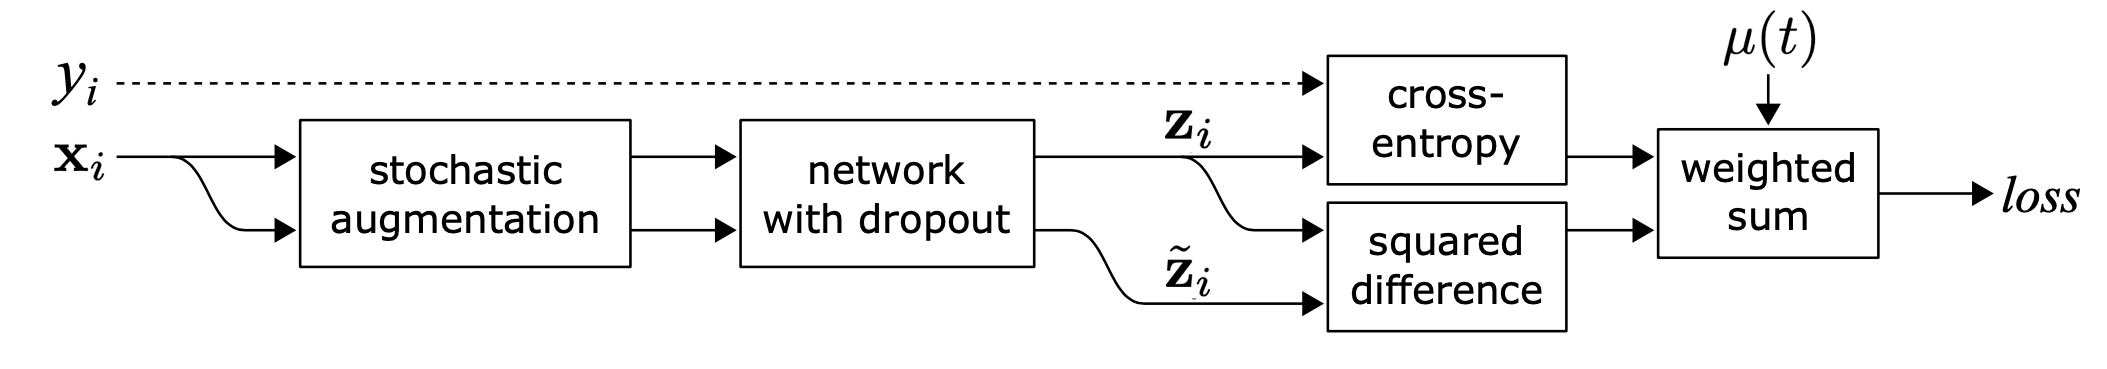 y_i
x_i
stochastic
augmentation
network
with dropout
z_i
z̃_i
cross-
entropy
squared
difference
μ(t)
weighted
sum
loss